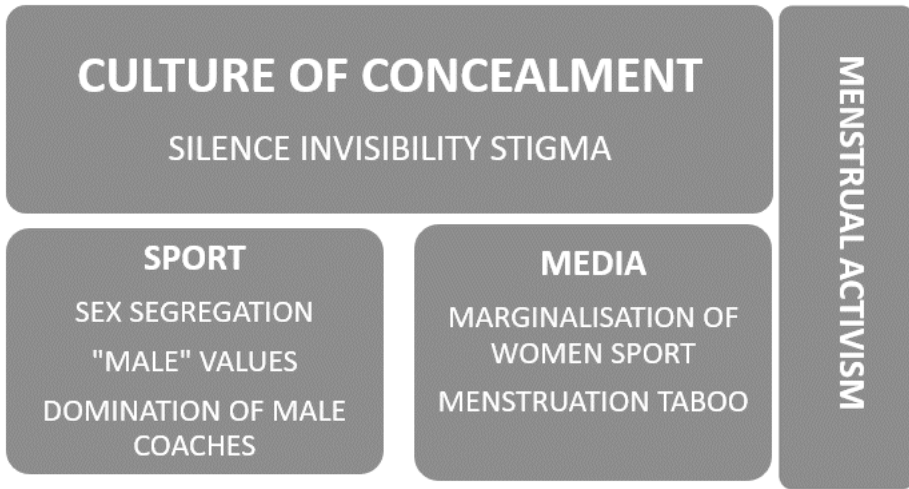 CULTURE OF CONCEALMENT
SILENCE INVISIBILITY STIGMA
SPORT
SEX SEGREGATION
"MALE" VALUES
DOMINATION OF MALE
COACHES
MEDIA
MARGINALISATION OF
WOMEN SPORT
MENSTRUATION TABOO
MENSTRUAL ACTIVISM